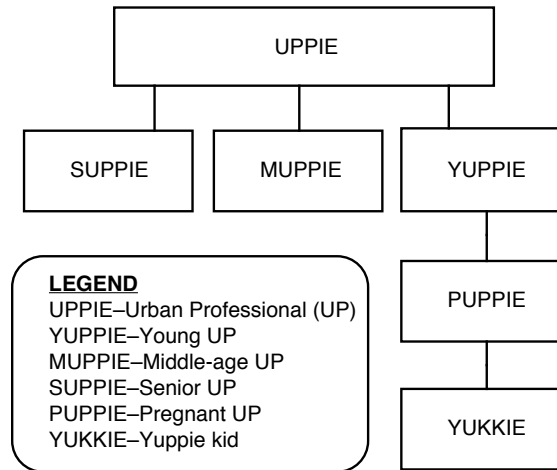 UPPIE
SUPPIE
MUPPIE
YUPPIE
PUPPIE
YUKKIE
LEGEND
UPPIE–Urban Professional (UP)
YUPPIE–Young UP
MUPPIE–Middle-age UP
SUPPIE–Senior UP
PUPPIE–Pregnant UP
YUKKIE–Yuppie kid